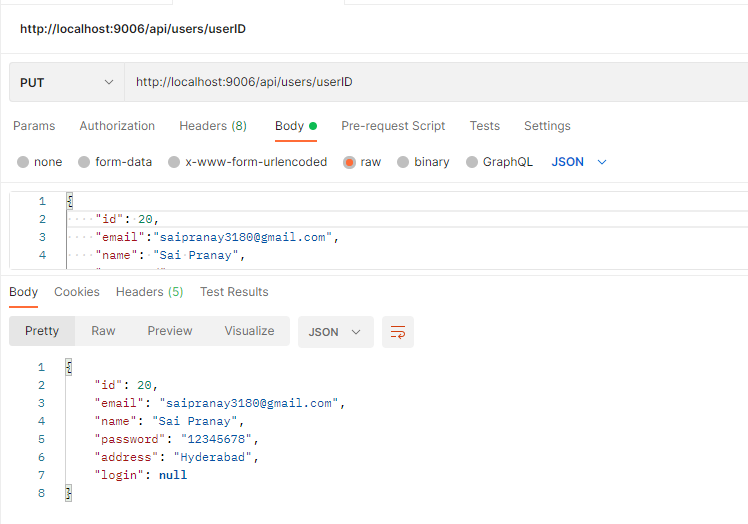 http://localhost:9006/api/users/userID
PUT http://localhost:9006/api/users/userID
Params Authorization Headers (8) Body Pre-request Script Tests Settings
none form-data x-www-form-urlencoded raw binary GraphQL JSON
1 {
2 "id": 20,
3 "email":"saipranay3180@gmail.com",
4 "name": "Sai Pranay",
Body Cookies Headers (5) Test Results
Pretty Raw Preview Visualize JSON
1 {
2 "id": 20,
3 "email": "saipranay3180@gmail.com",
4 "name": "Sai Pranay",
5 "password": "12345678",
6 "address": "Hyderabad",
7 "login": null
8 }